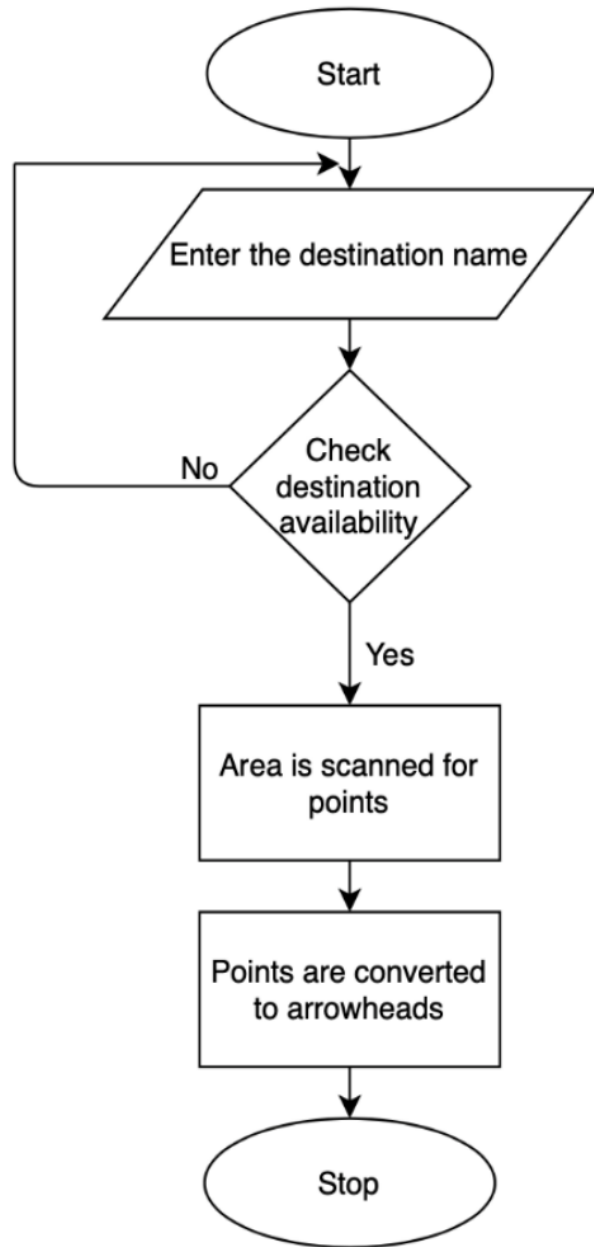 Start
Enter the destination name
Check
destination
availability
No
Yes
Area is scanned for
points
Points are converted
to arrowheads
Stop